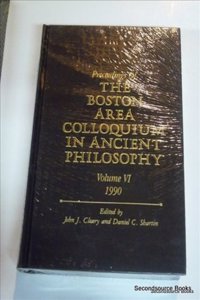 Proceedings of
THE
BOSTON
AREA
COLLOQUIUM
IN ANCIENT
PHILOSOPHY
Volume VI
1990
Edited by
John J. Cleary and Daniel C. Shartin
Secondsource Books